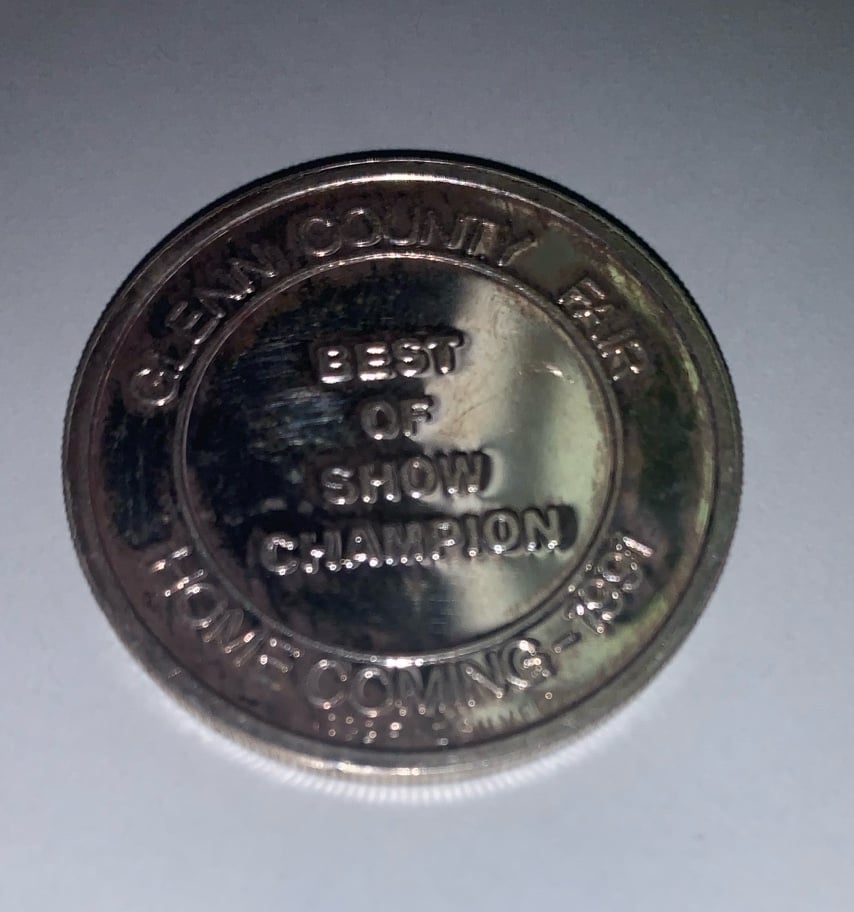 GLENN COUNTY FAIR
BEST
OF
SHOW
CHAMPION
HOME COMING - 1991